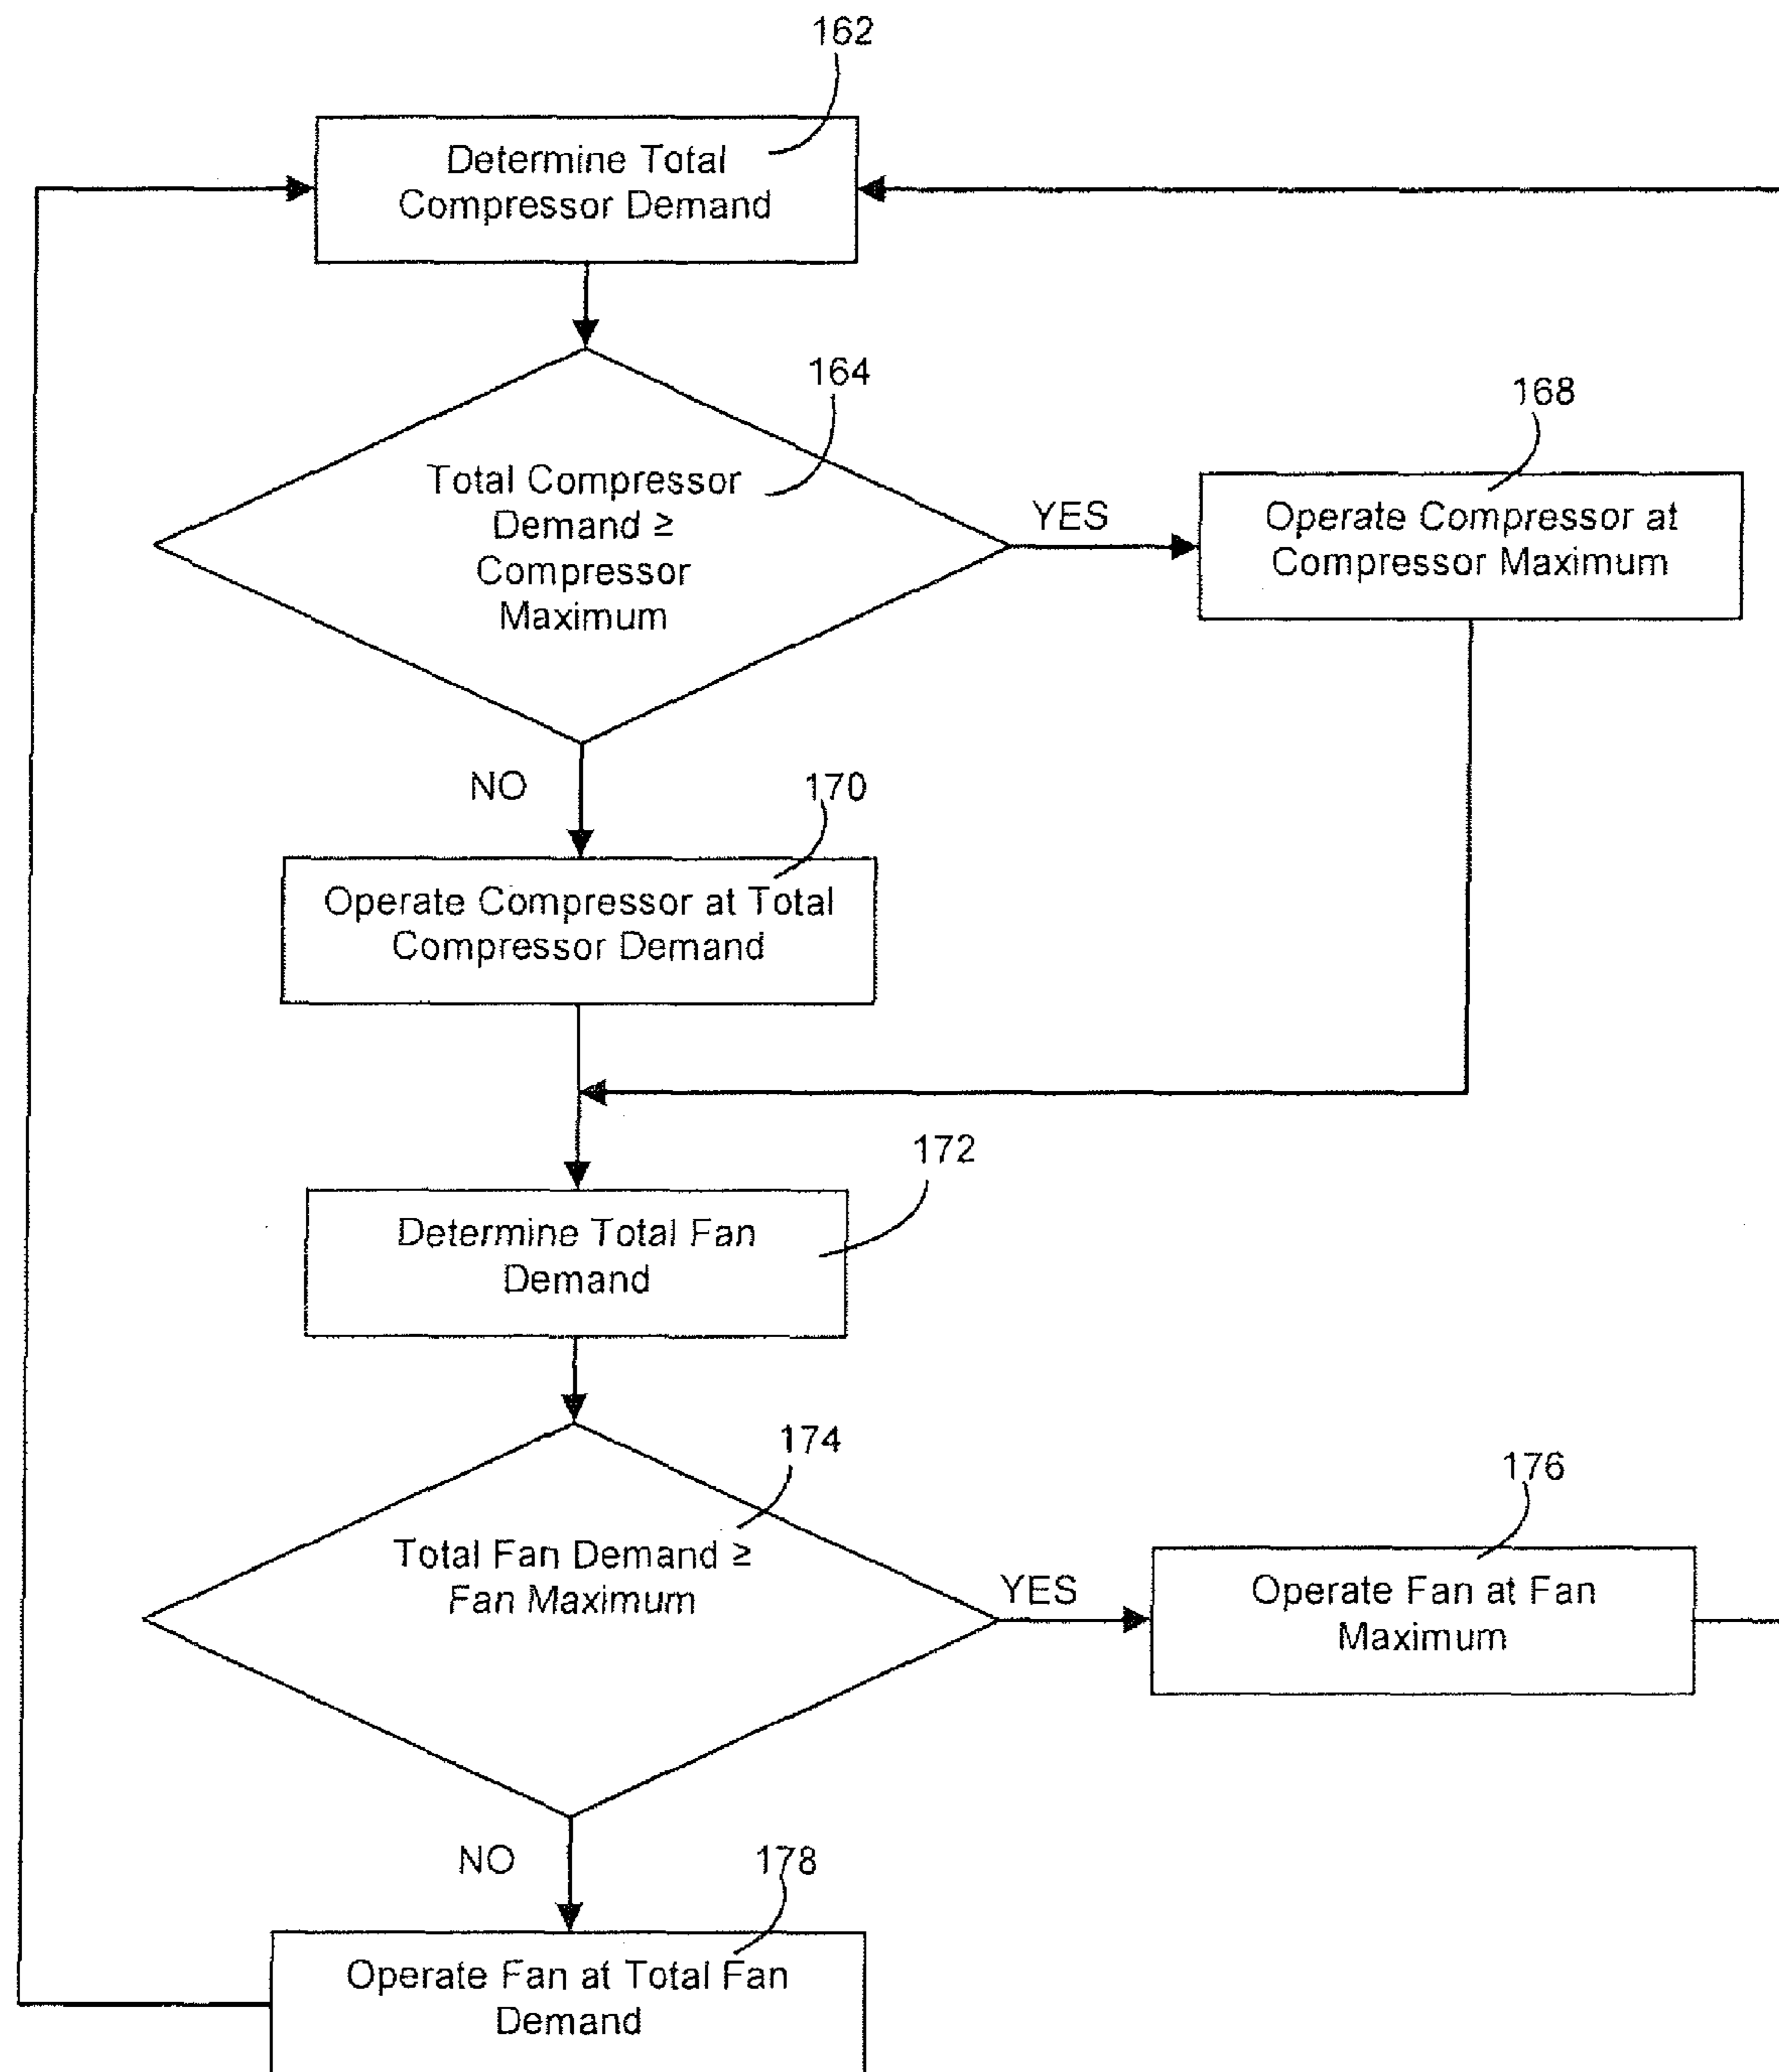 162
Determine Total
Compressor Demand
164
Total Compressor
Demand ≥
Compressor
Maximum
YES
168
Operate Compressor at
Compressor Maximum
NO
170
Operate Compressor at Total
Compressor Demand
172
Determine Total Fan
Demand
174
Total Fan Demand ≥
Fan Maximum
YES
176
Operate Fan at Fan
Maximum
NO
178
Operate Fan at Total Fan
Demand